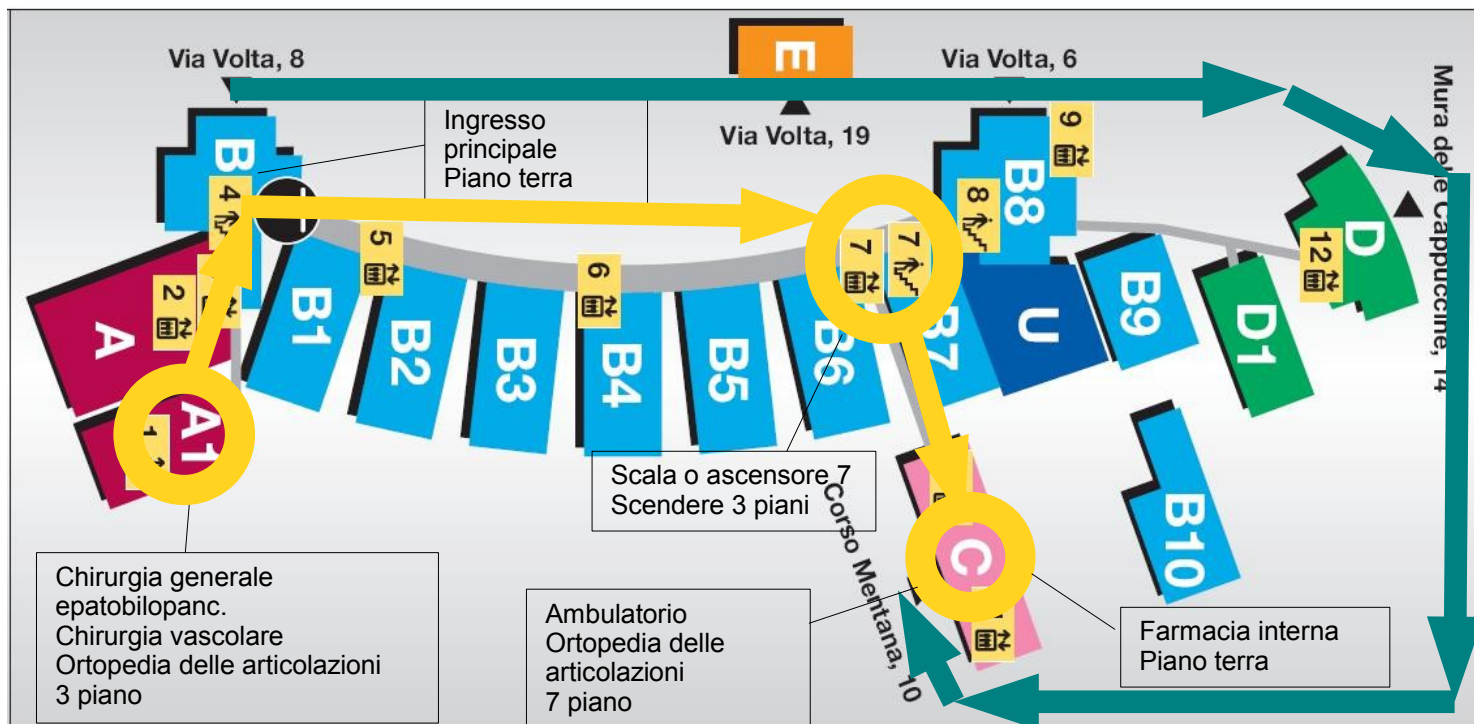 Via Volta, 8
E
Via Volta, 6
Via Volta, 19
Mura delle Cappuccine, 14
Ingresso
principale
Piano terra
B
4
5
6
7
7
8
9
B8
12
D
2
A
A1
1
B1
B2
B3
B4
B5
B6
B7
U
B9
D1
B10
C
Scala o ascensore 7
Scendere 3 piani
Corso Mentana, 10
Chirurgia generale
epatobilopanc.
Chirurgia vascolare
Ortopedia delle articolazioni
3 piano
Ambulatorio
Ortopedia delle
articolazioni
7 piano
Farmacia interna
Piano terra